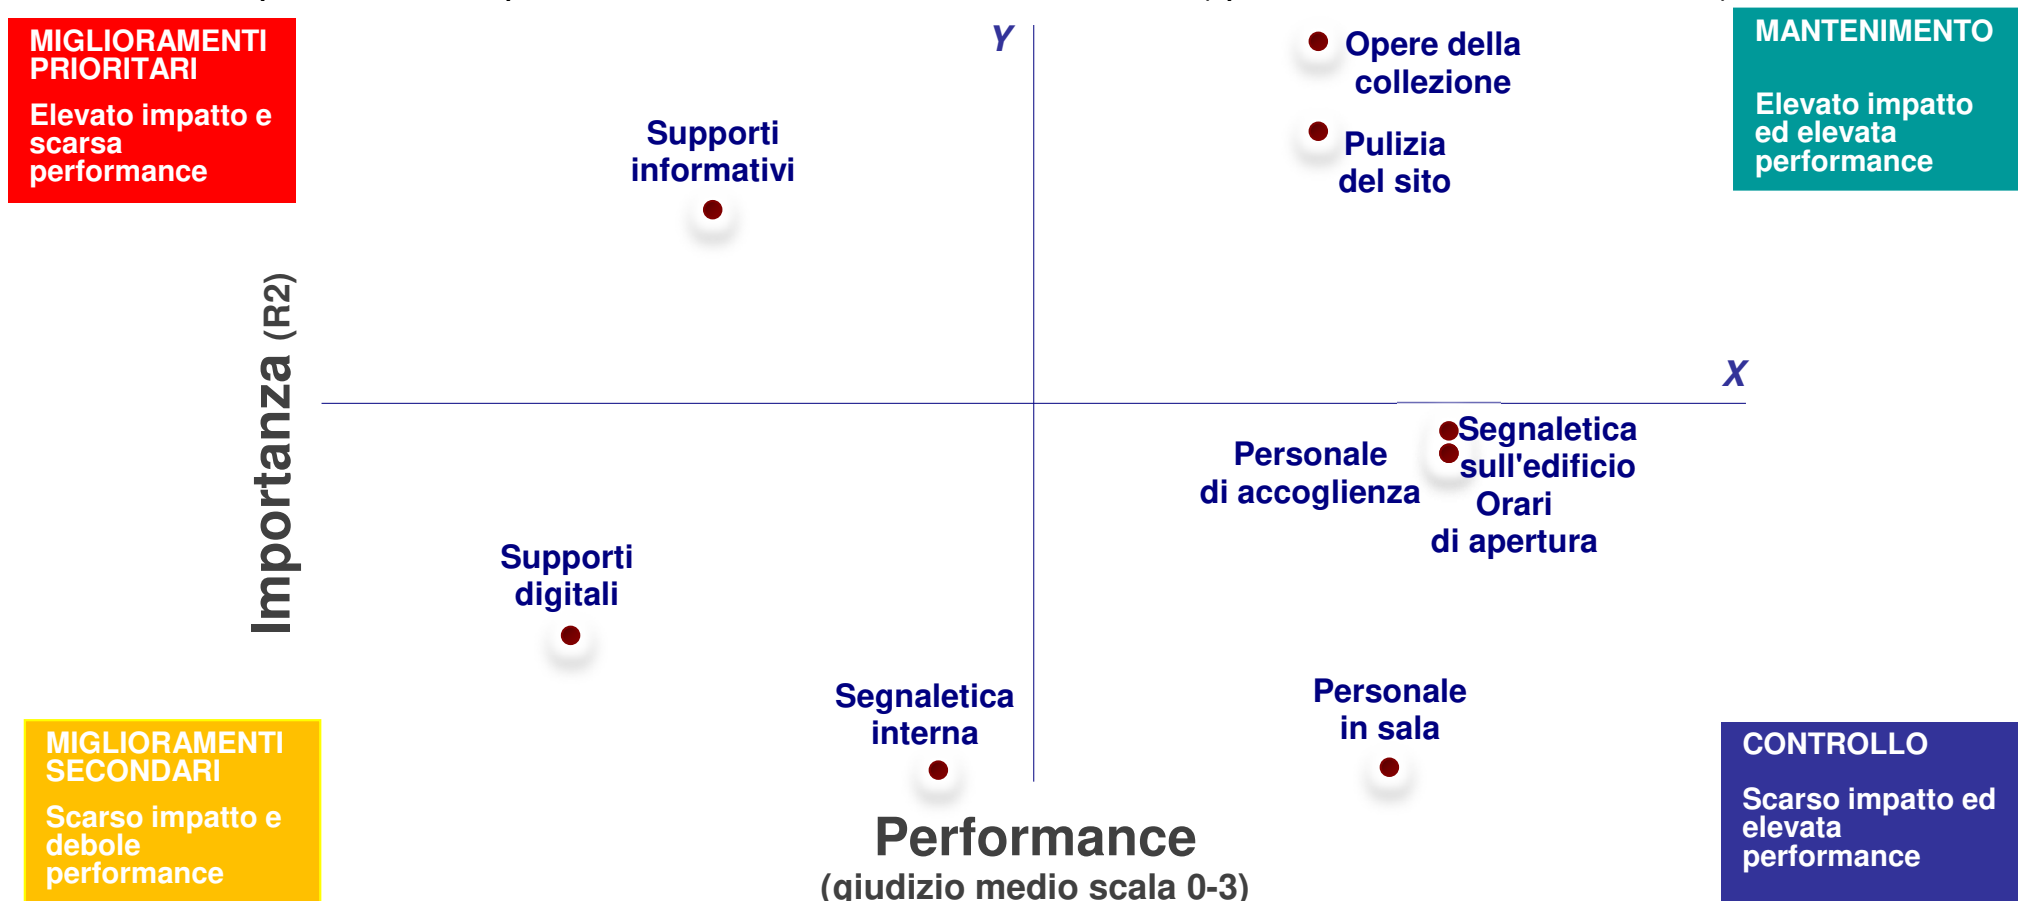 MIGLIORAMENTI
PRIORITARI
Elevato impatto e
scarsa
performance
Y
Opere della
collezione
MANTENIMENTO
Elevato impatto
ed elevata
performance
Supporti
informativi
Pulizia
del sito
X
Importanza (R2)
Personale
di accoglienza
Segnaletica
sull'edificio
Orari
di apertura
Supporti
digitali
Segnaletica
interna
Personale
in sala
MIGLIORAMENTI
SECONDARI
Scarso impatto e
debole
performance
Performance
(giudizio medio scala 0-3)
CONTROLLO
Scarso impatto ed
elevata
performance